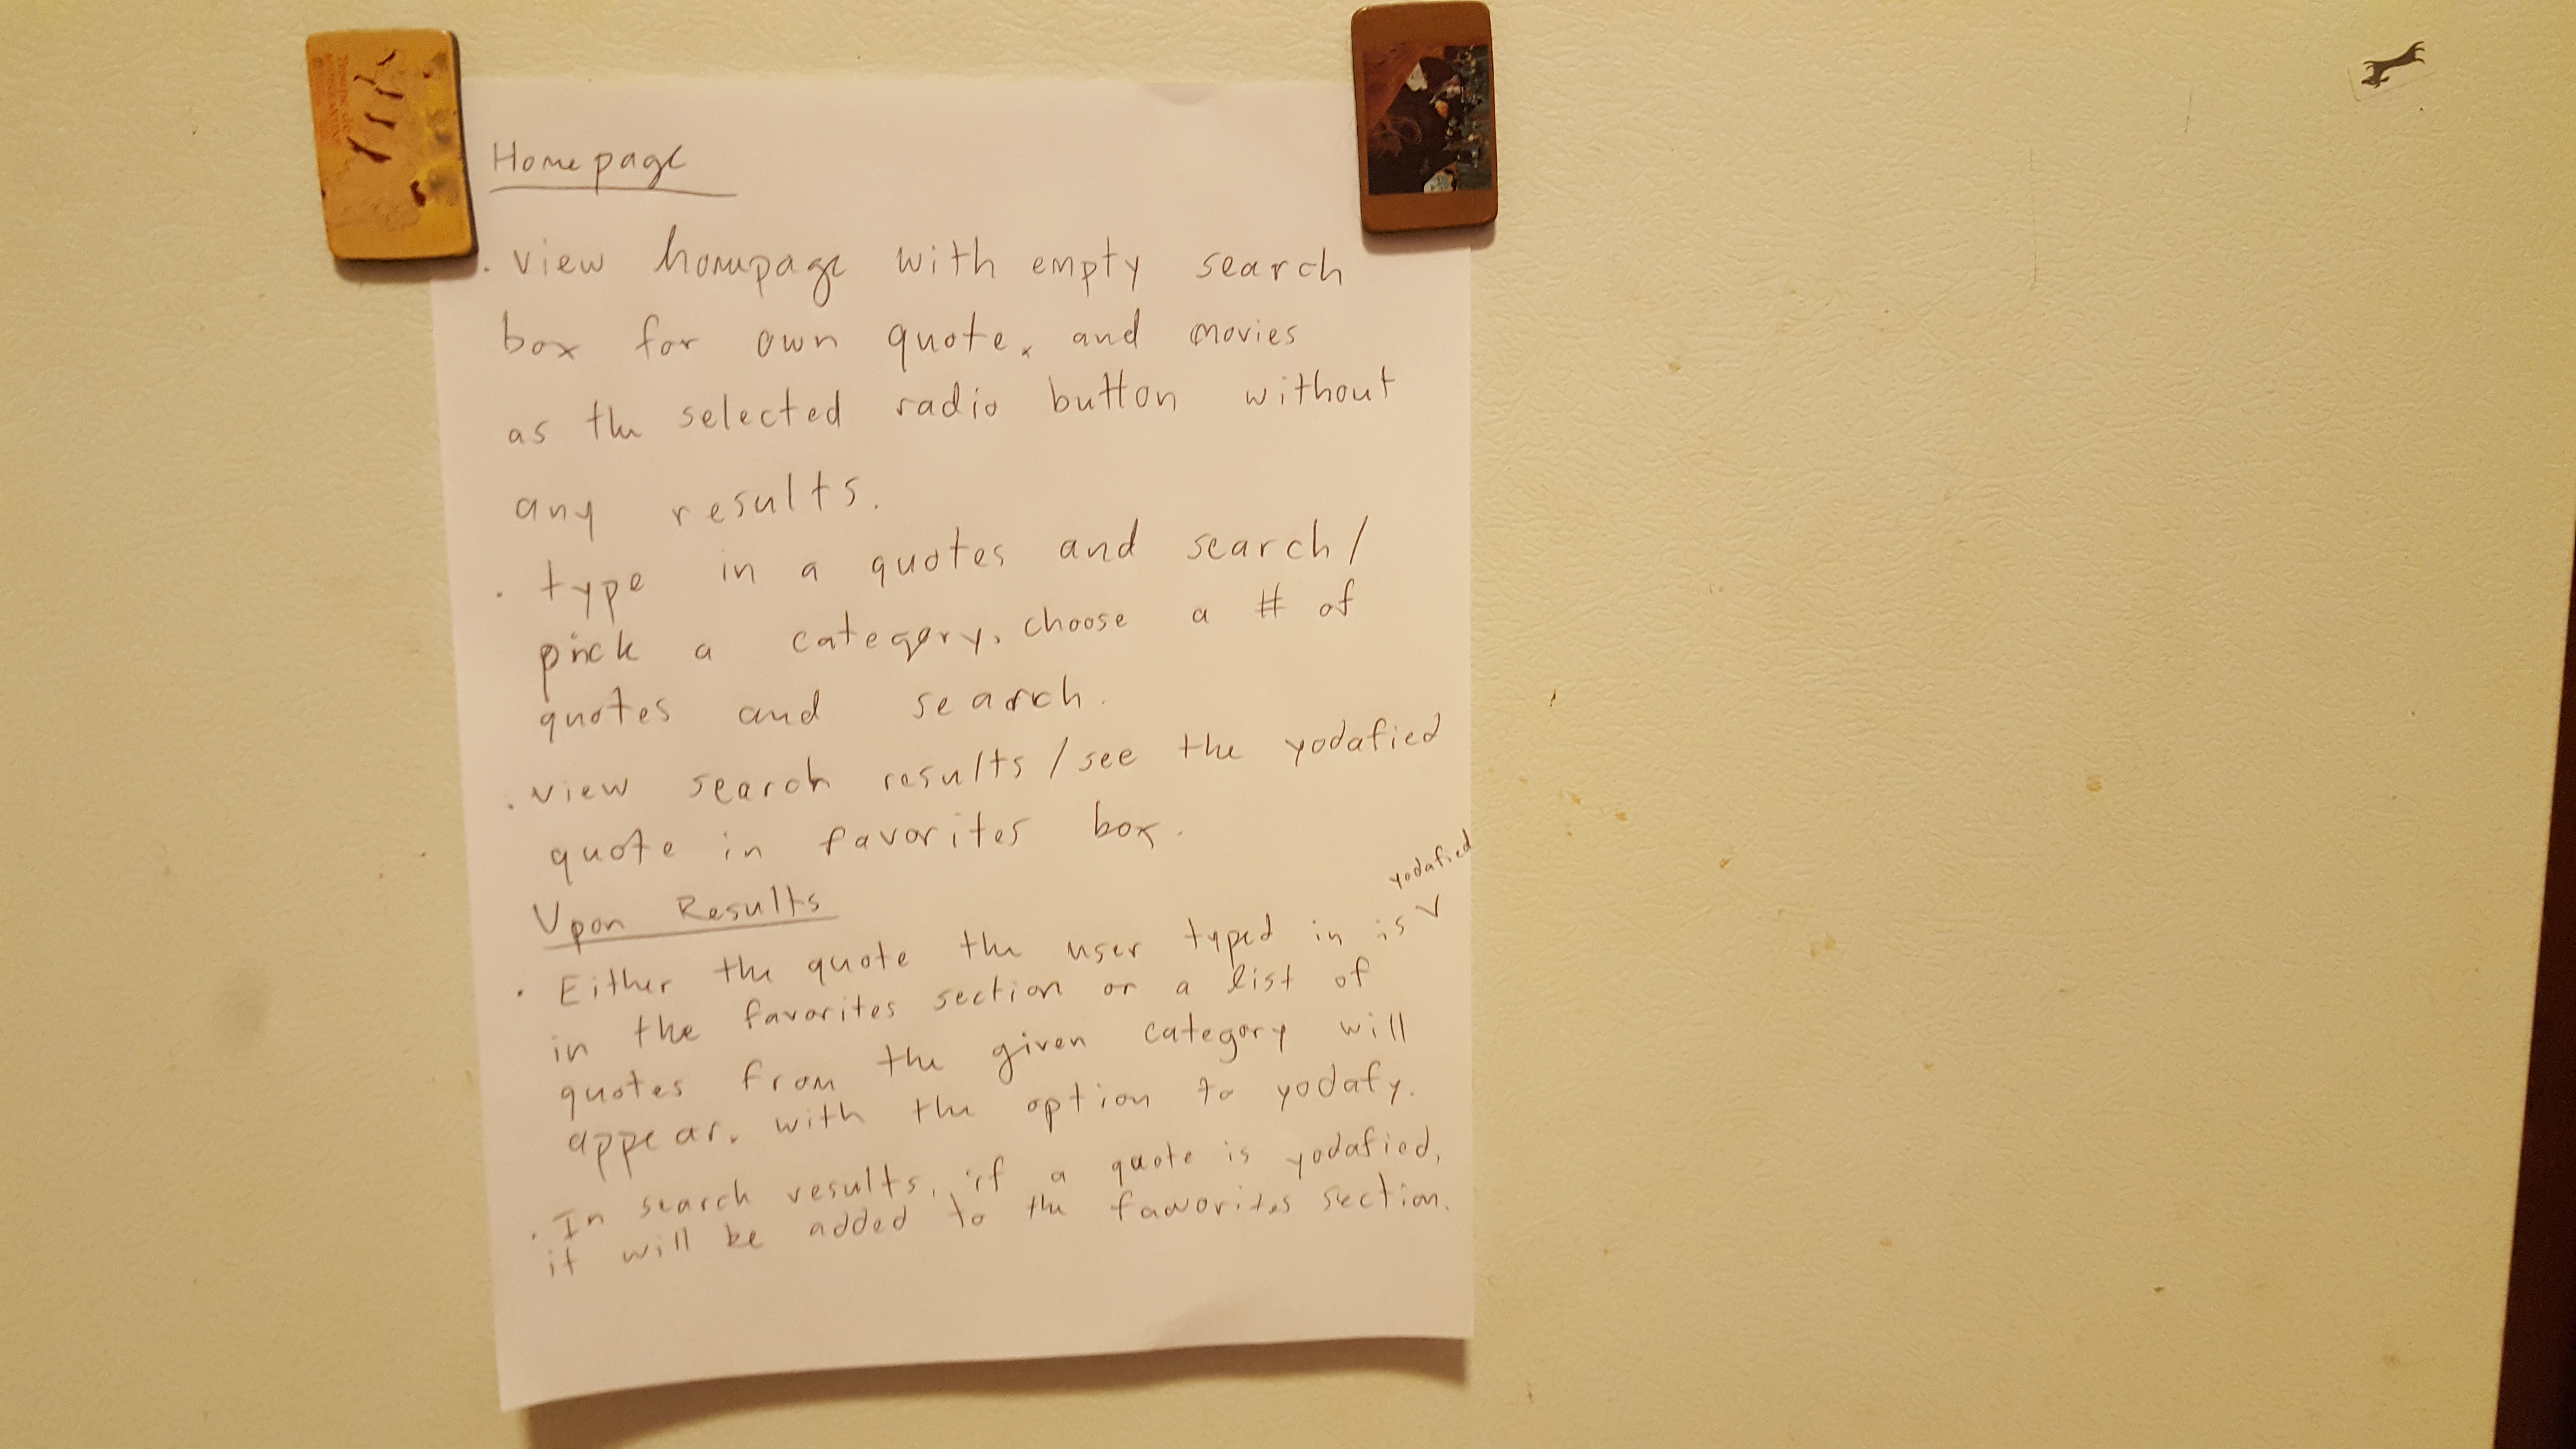 Homepage
. view homepage with empty search
box for own quote, and movies
as the selected radio button without
any results.
. type in a quotes and search/
pick a category, choose a # of
quotes and search.
. view search results / see the yodafied
quote in favorites box.
Upon Results
yodafied
. Either the quote the user typed in is V
in the favorites section or a list of
quotes from the given category will
appear, with the option to yodafy.
. In search results, if a quote is yodafied,
it will be added to the favorites section.